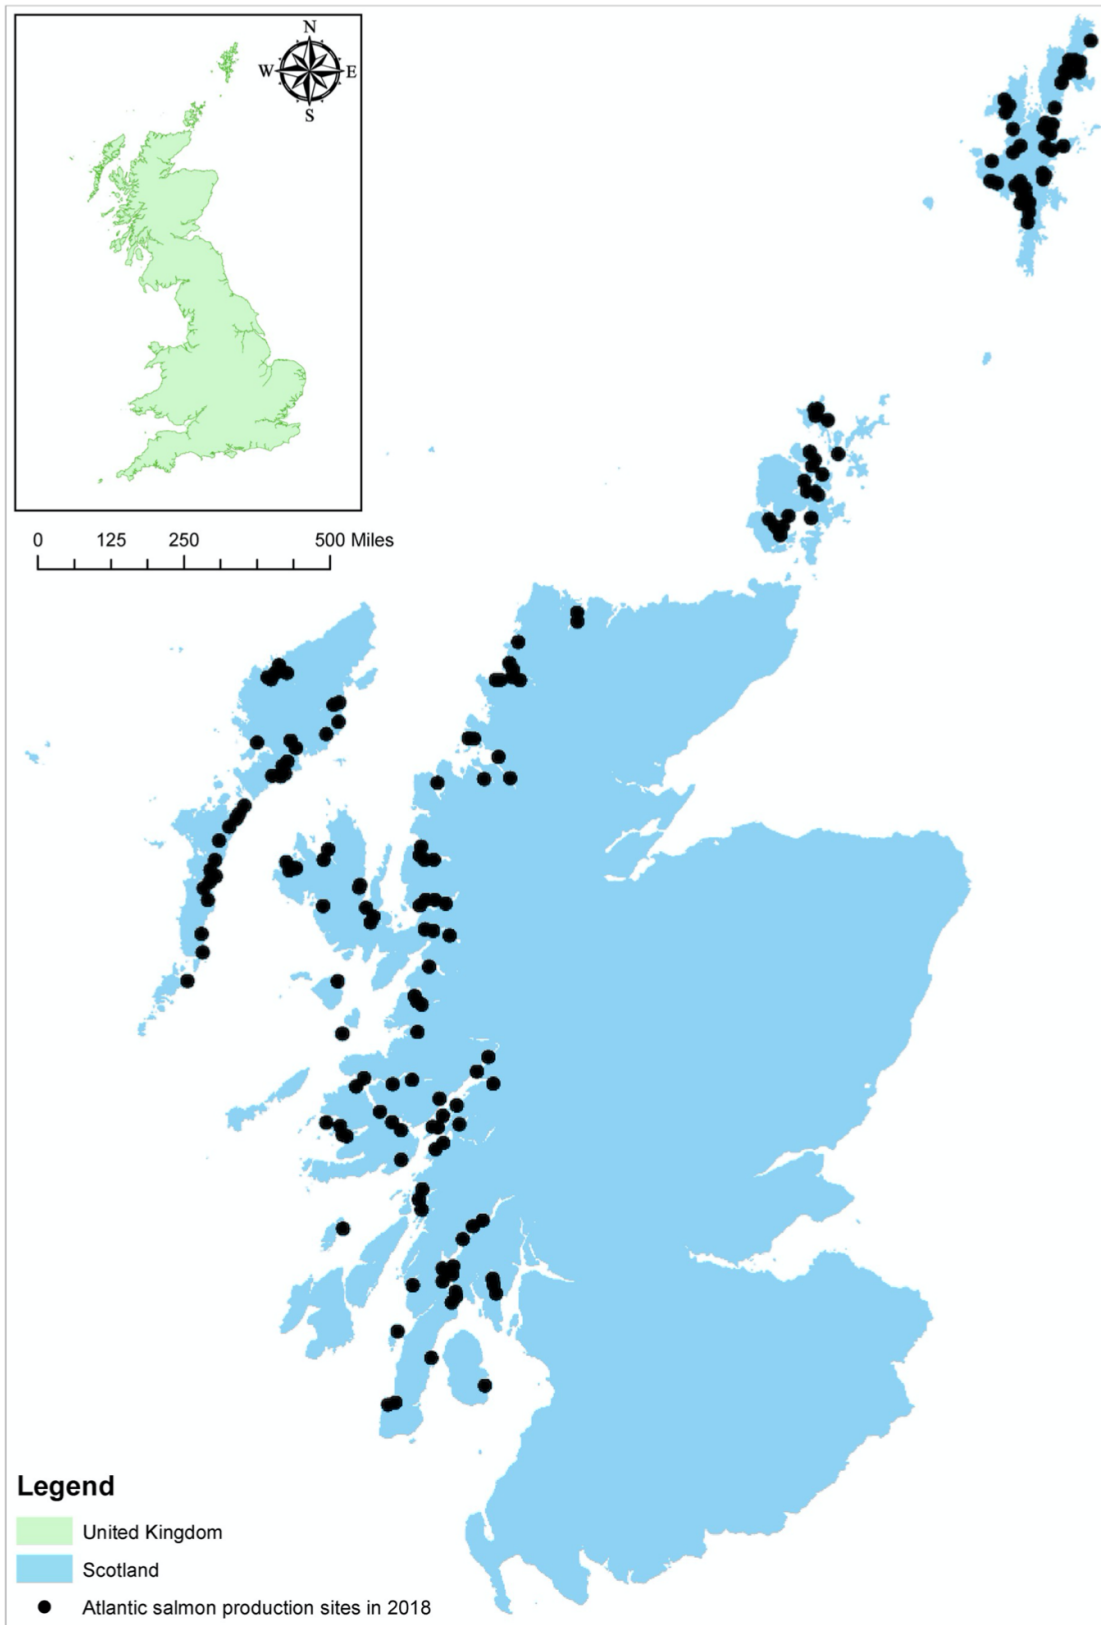 N
W E
S
0 125 250 500 Miles
Legend
United Kingdom
Scotland
Atlantic salmon production sites in 2018